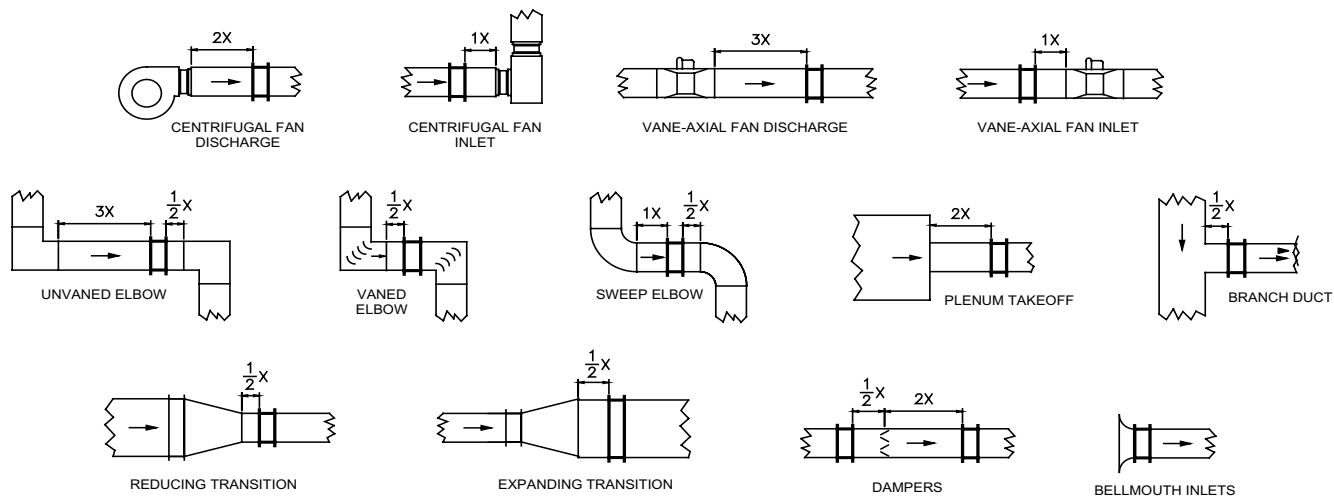 2X
1X
3X
1X
CENTRIFUGAL FAN
DISCHARGE
CENTRIFUGAL FAN
INLET
VANE-AXIAL FAN DISCHARGE
VANE-AXIAL FAN INLET
3X
1/2X
1/2X
1X
1/2X
2X
1/2X
UNVANED ELBOW
VANED
ELBOW
SWEEP ELBOW
PLENUM TAKEOFF
BRANCH DUCT
1/2X
1/2X
1/2X
2X
REDUCING TRANSITION
EXPANDING TRANSITION
DAMPERS
BELLMOUTH INLETS